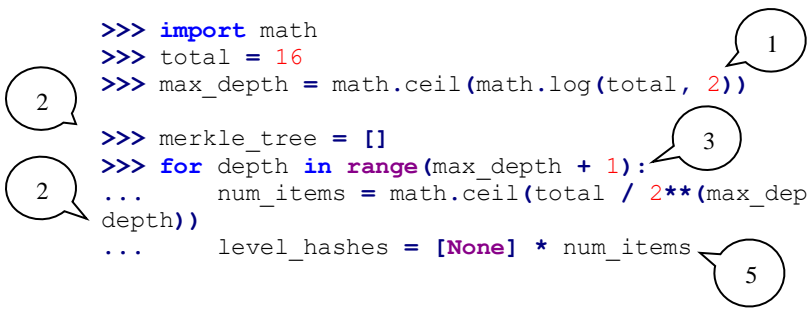 >>> import math
>>> total = 16
>>> max_depth = math.ceil(math.log(total, 2))
1
2
>>> merkle_tree = []
>>> for depth in range(max_depth + 1):
3
2
...     num_items = math.ceil(total / 2**(max_dep
depth))
...     level_hashes = [None] * num_items
5